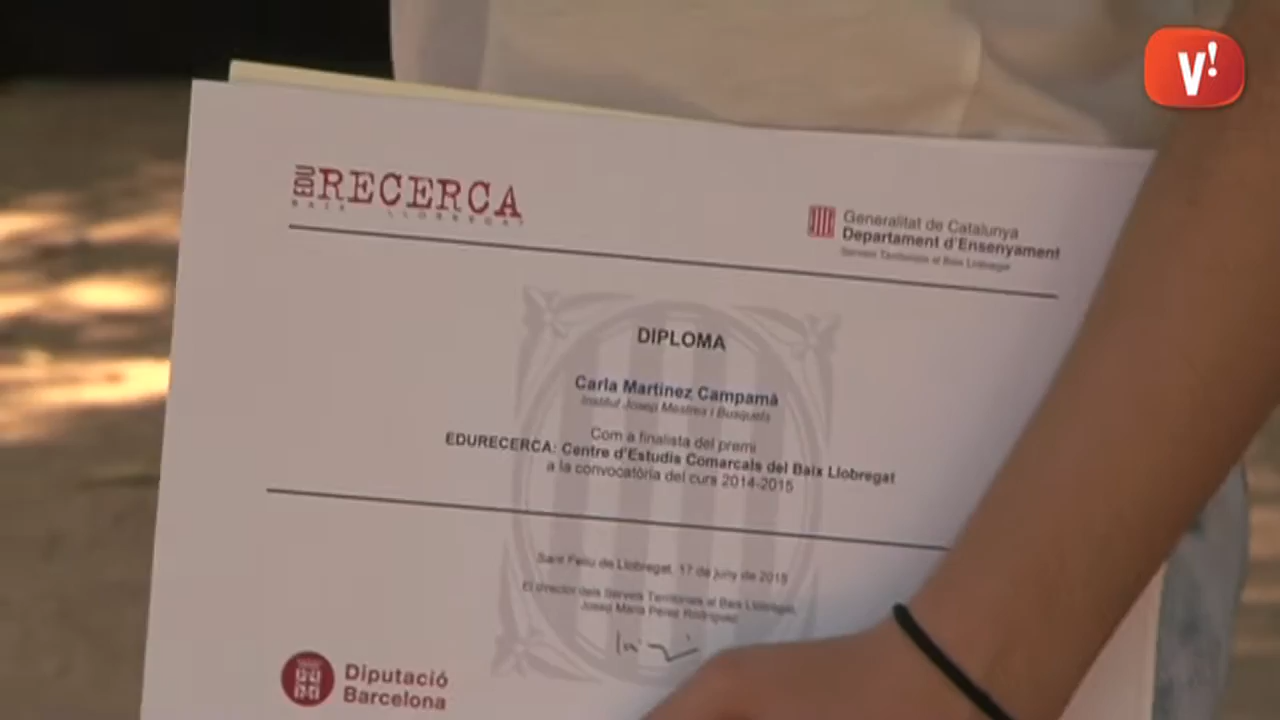 V!
EDU RECERCA
BAIX LLOBREGAT
Generalitat de Catalunya
Departament d'Ensenyament
Serveis Territorials al Baix Llobregat
DIPLOMA
Carla Martínez Campamà
Institut Josep Mestres i Busquets
Com a finalista del premi
EDURECERCA: Centre d'Estudis Comarcals del Baix Llobregat
a la convocatòria del curs 2014-2015
Sant Feliu de Llobregat, 17 de juny de 2015
El director dels Serveis Territorials al Baix Llobregat,
Josep Maria Pérez Rodríguez
Diputació
Barcelona